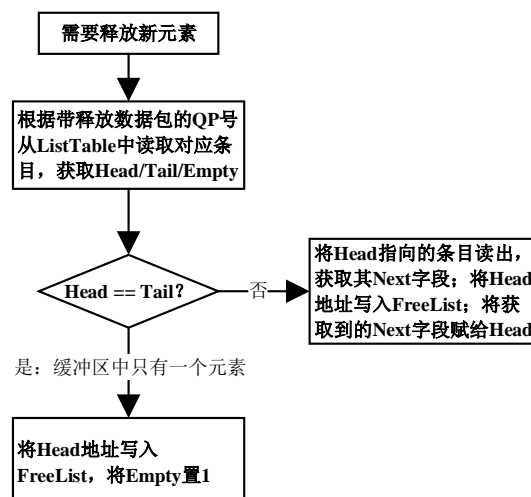 需要释放新元素
根据带释放数据包的QP号
从ListTable中读取对应条
目，获取Head/Tail/Empty
Head == Tail？
否
将Head指向的条目读出，
获取其Next字段；将Head
地址写入FreeList；将获
取到的Next字段赋给Head
是：缓冲区中只有一个元素
将Head地址写入
FreeList，将Empty置1